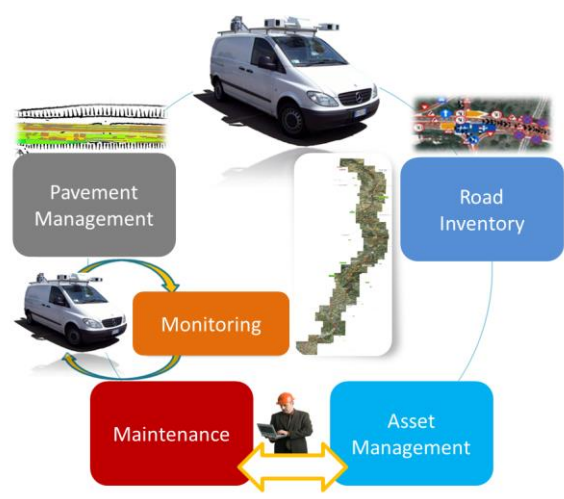 Pavement
Management
Road
Inventory
Monitoring
Maintenance
Asset
Management